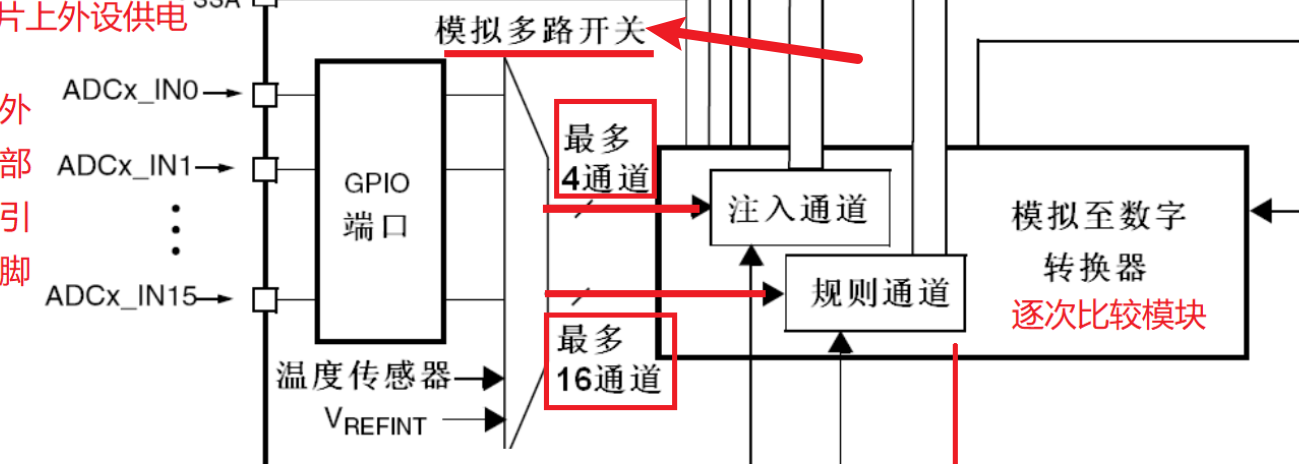 片上外设供电
SSA
模拟多路开关
ADCx_IN0
外
部
引
脚
ADCx_IN1
ADCx_IN15
GPIO
端口
最多
4通道
注入通道
规则通道
模拟至数字
转换器
逐次比较模块
最多
16通道
温度传感器
VREFINT